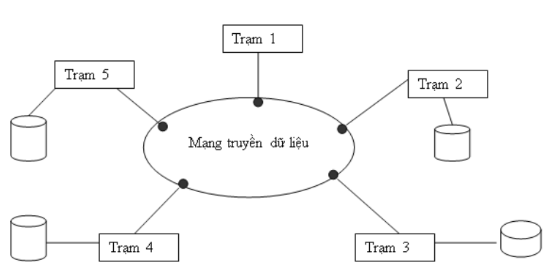 Trạm 1
Trạm 5
Trạm 2
Mạng truyền dữ liệu
Trạm 4
Trạm 3